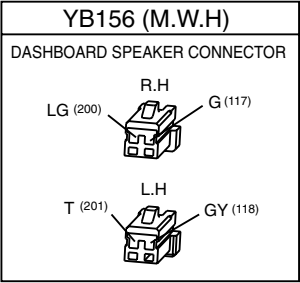 YB156 (M.W.H)
DASHBOARD SPEAKER CONNECTOR
R.H
LG (200)
G (117)
L.H
T (201)
GY (118)